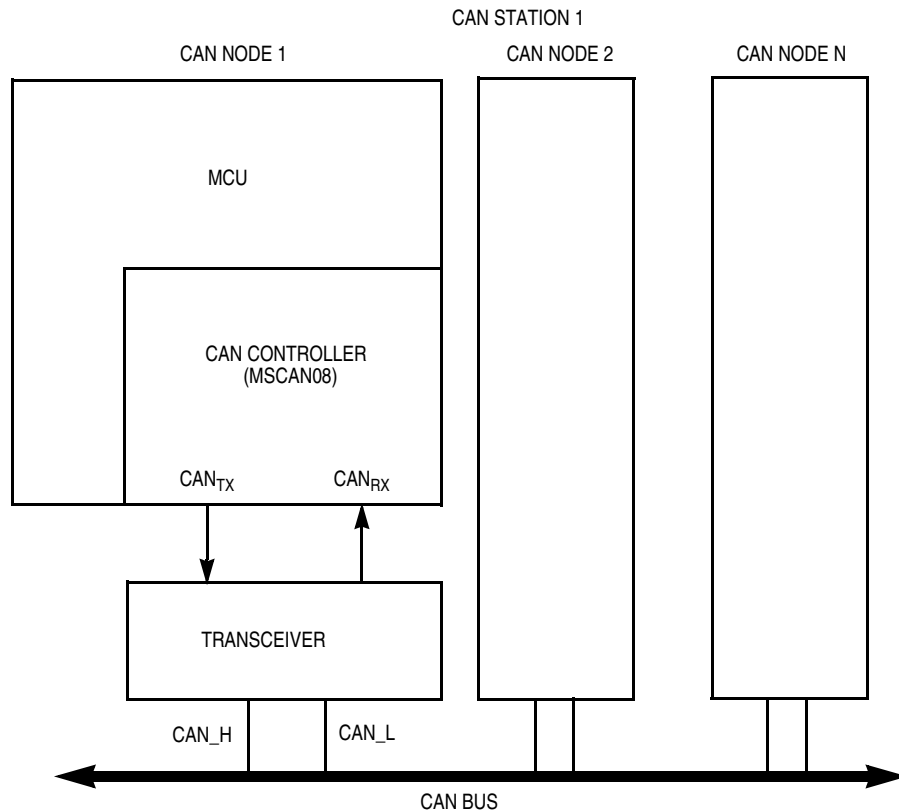 CAN STATION 1
CAN NODE 1
CAN NODE 2
CAN NODE N
MCU
CAN CONTROLLER
(MSCAN08)
CANTX
CANRX
TRANSCEIVER
CAN_H
CAN_L
CAN BUS